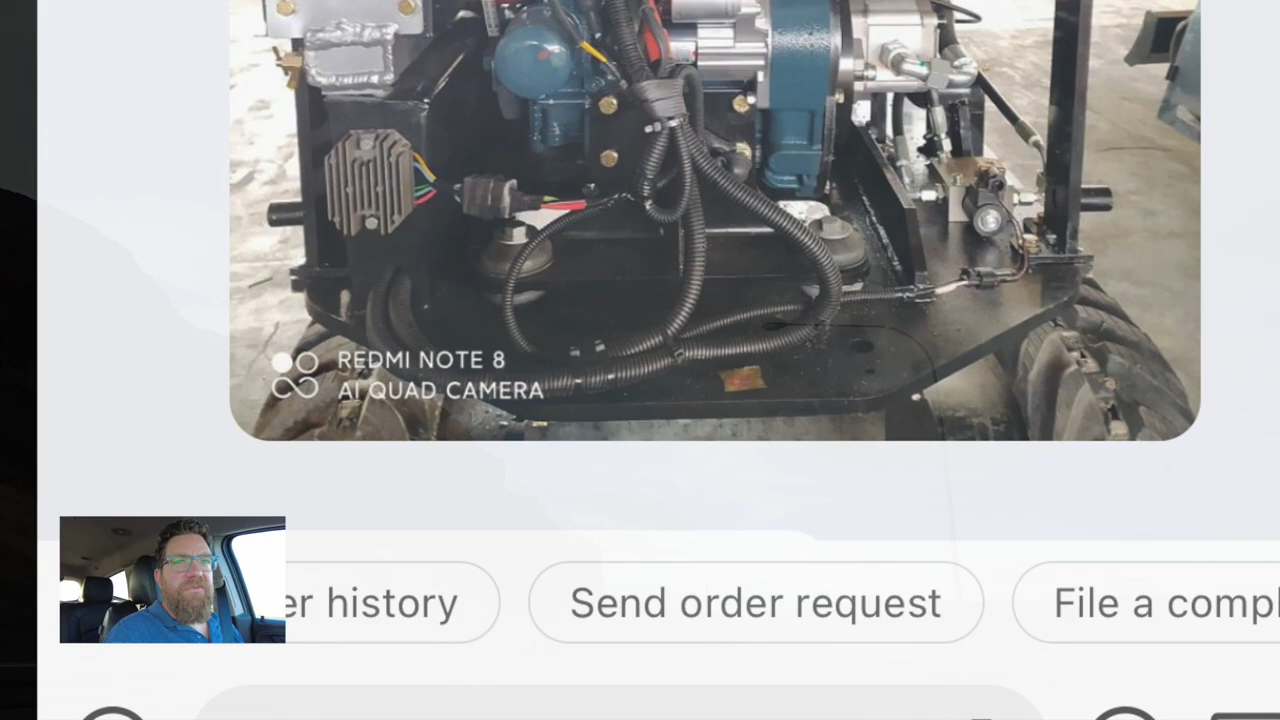 REDMI NOTE 8
AI QUAD CAMERA
er history
Send order request
File a compl